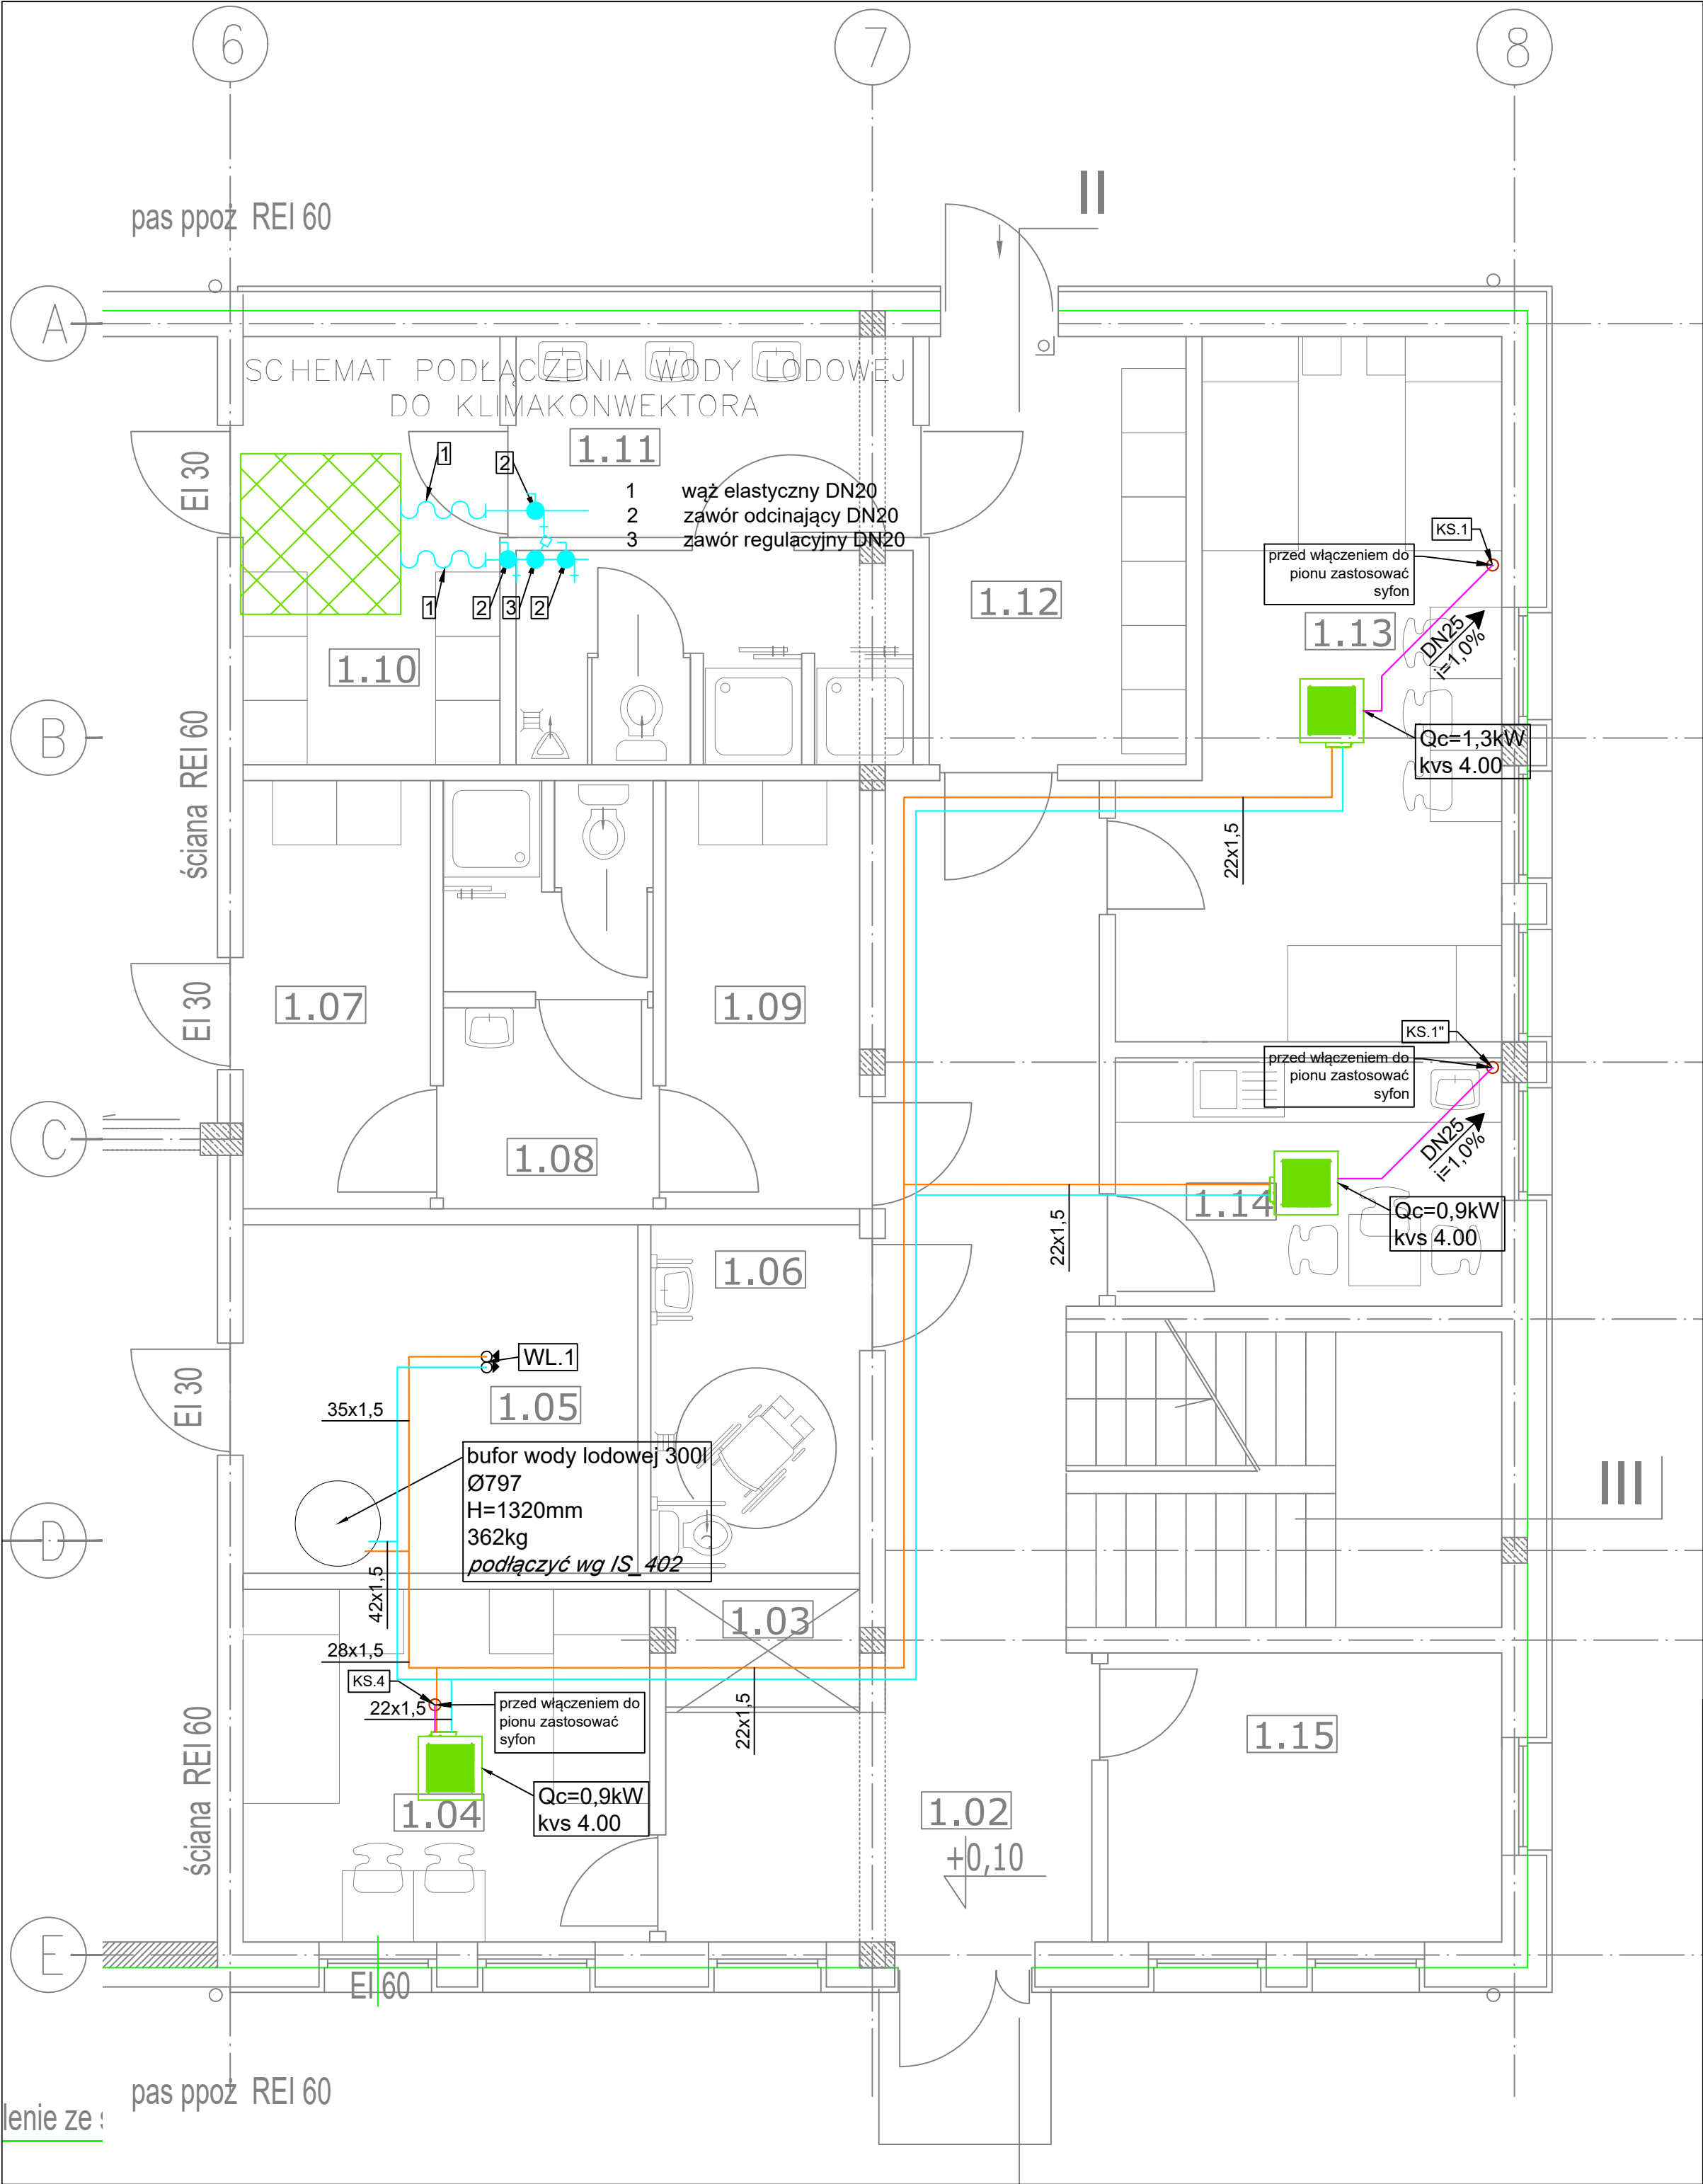 6
7
8
II
pas ppoż REI 60
A
SCHEMAT PODŁĄCZENIA WODY LODOWEJ
DO KLIMAKONWEKTORA
EI 30
1
2
1.11
1 wąż elastyczny DN20
2 zawór odcinający DN20
3 zawór regulacyjny DN20
1
2
3
2
KS.1
przed włączeniem do
pionu zastosować
syfon
1.12
1.13
DN25
i=1,0%
1.10
B
ściana REI 60
Qc=1,3kW
kvs 4.00
22x1,5
EI 30
1.07
1.09
KS.1"
przed włączeniem do
pionu zastosować
syfon
C
1.08
DN25
i=1,0%
1.14
Qc=0,9kW
kvs 4.00
22x1,5
1.06
WL.1
EI 30
1.05
35x1,5
bufor wody lodowej 300l
Ø797
H=1320mm
362kg
podłączyć wg IS_402
III
D
42x1,5
1.03
28x1,5
KS.4
22x1,5
przed włączeniem do
pionu zastosować
syfon
22x1,5
1.15
ściana REI 60
Qc=0,9kW
kvs 4.00
1.04
1.02
+0,10
E
EI 60
pas ppoż REI 60
lenie ze